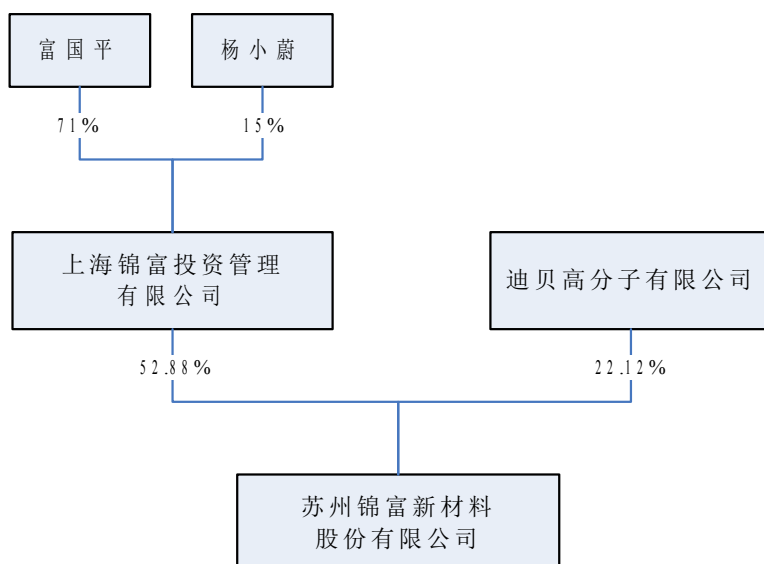 富国平
杨小蔚
71%
15%
上海锦富投资管理
有限公司
迪贝高分子有限公司
52.88%
22.12%
苏州锦富新材料
股份有限公司